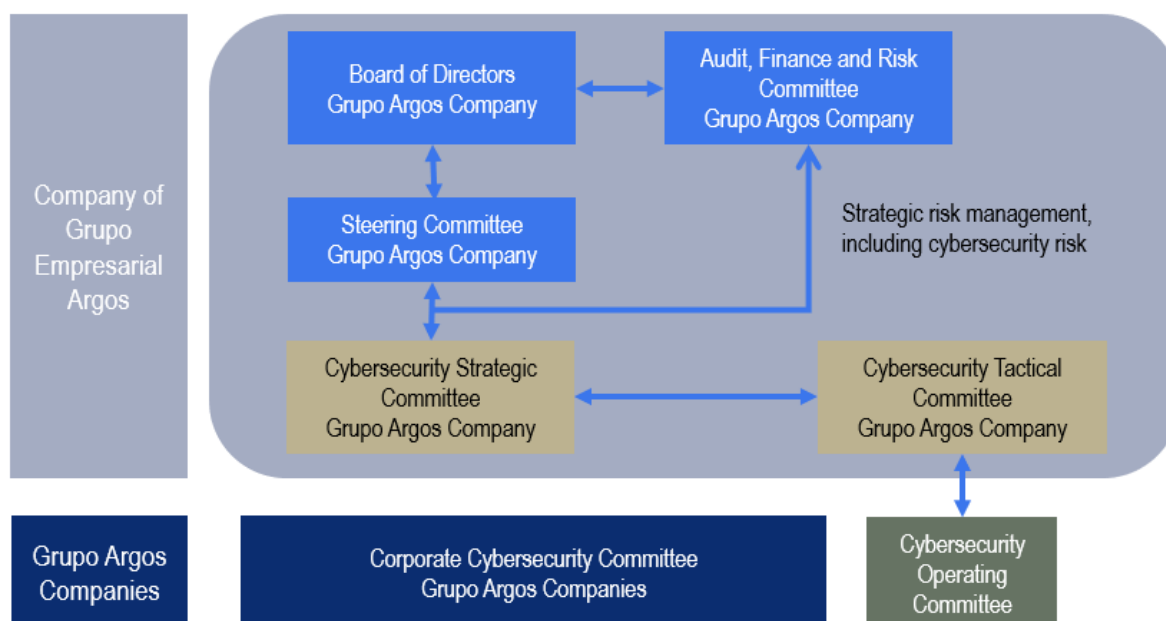 Company of
Grupo
Empresarial
Argos
Board of Directors
Grupo Argos Company
Audit, Finance and Risk
Committee
Grupo Argos Company
Steering Committee
Grupo Argos Company
Strategic risk management,
including cybersecurity risk
Cybersecurity Strategic
Committee
Grupo Argos Company
Cybersecurity Tactical
Committee
Grupo Argos Company
Grupo Argos
Companies
Corporate Cybersecurity Committee
Grupo Argos Companies
Cybersecurity
Operating
Committee